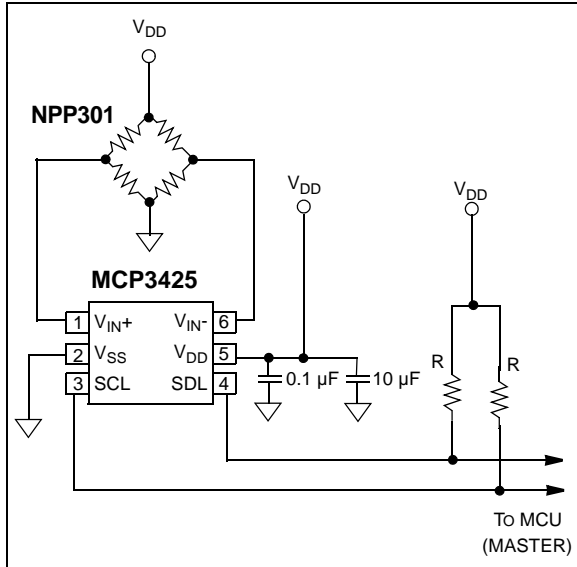 VDD
NPP301
VDD
VDD
MCP3425
1 VIN+ VIN- 6
2 VSS VDD 5
3 SCL SDL 4
0.1 µF
10 µF
R
R
TO MCU
(MASTER)